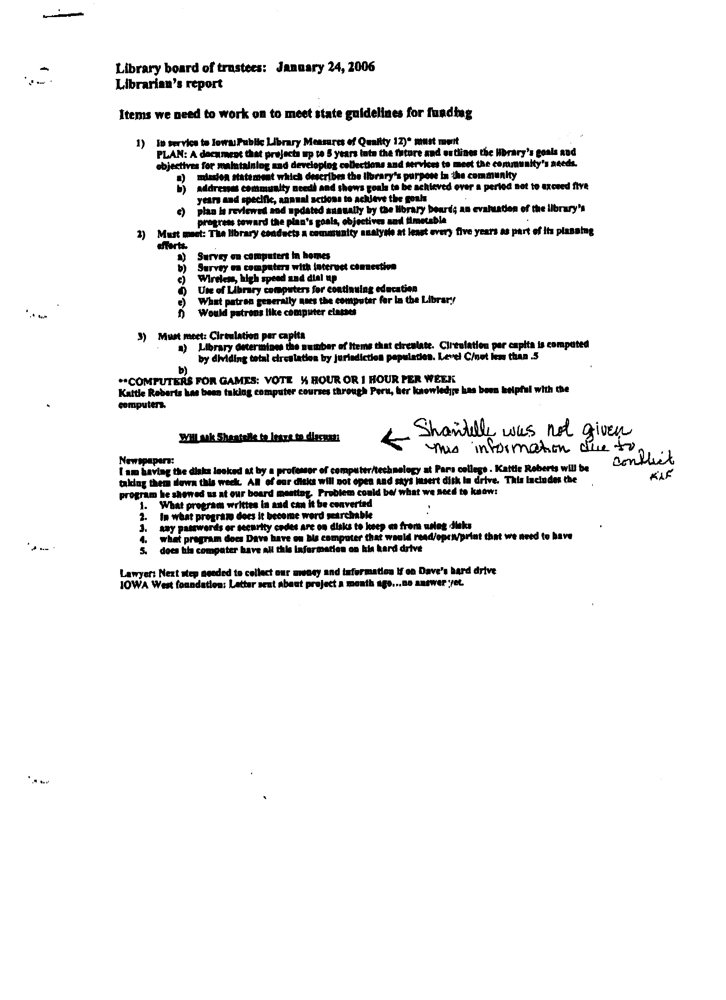 Library board of trustees: January 24, 2006
Librarian's report
Items we need to work on to meet state guidelines for funding
1) In service to Iowa:Public Library Measures of Quality 12)* must meet
PLAN: A document that projects up to 5 years into the future and outlines the library's goals and
objectives for maintaining and developing collections and services to meet the community's needs.
a) mission statement which describes the library's purpose in the community
b) addresses community needs and shows goals to be achieved over a period not to exceed five
years and specific, annual actions to achieve the goals
c) plan is reviewed and updated annually by the library board; an evaluation of the library's
progress toward the plan's goals, objectives and timetable
2) Must meet: The library conducts a community analysis at least every five years as part of its planning
efforts.
a) Survey on computers in homes
b) Survey on computers with internet connection
c) Wireless, high speed and dial up
d) Use of Library computers for continuing education
e) What patron generally uses the computer for in the Library
f) Would patrons like computer classes
3) Must meet: Circulation per capita
a) Library determines the number of items that circulate. Circulation per capita is computed
by dividing total circulation by jurisdiction population. Level C/not less than .5
b)
**COMPUTERS FOR GAMES: VOTE ½ HOUR OR 1 HOUR PER WEEK
Kattie Roberts has been taking computer courses through Peru, her knowledge has been helpful with the
computers.
Will ask Shantelle to leave to discuss:
← Shantelle was not given
this information due to
conflict
KLF
Newspapers:
I am having the disks looked at by a professor of computer/technology at Peru college . Kattie Roberts will be
taking them down this week. All of our disks will not open and says insert disk in drive. This includes the
program he showed us at our board meeting. Problem could be/ what we need to know:
1. What program written in and can it be converted
2. In what program does it become word searchable
3. any passwords or security codes are on disks to keep us from using disks
4. what program does Dave have on his computer that would read/open/print that we need to have
5. does his computer have all this information on his hard drive
Lawyer: Next step needed to collect our money and information if on Dave's hard drive
IOWA West foundation: Letter sent about project a month ago...no answer yet.